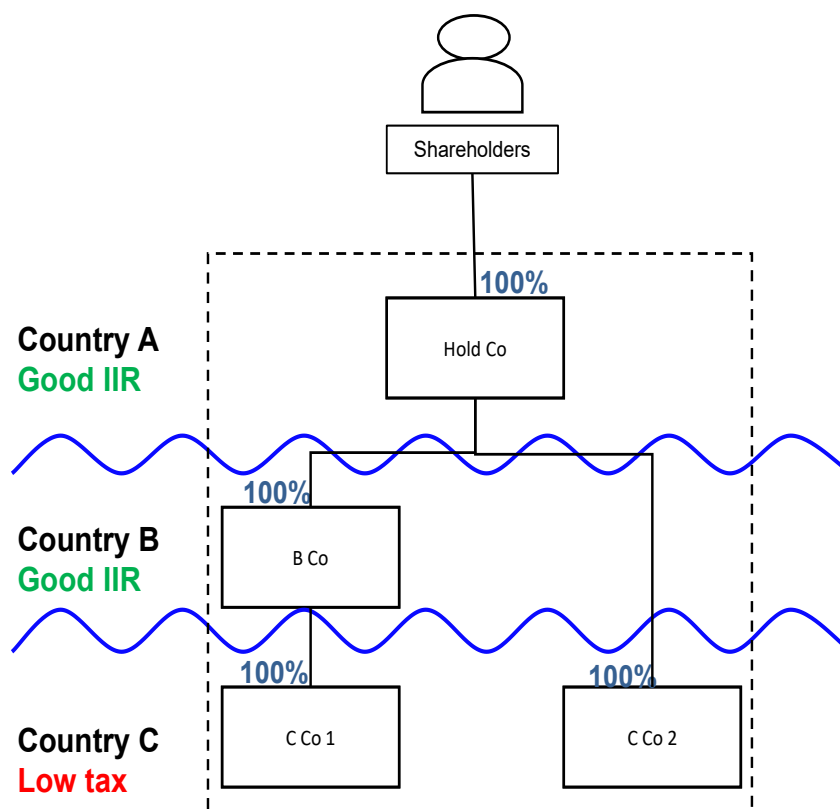 Shareholders
100%
Country A
Good IIR
Hold Co
100%
Country B
Good IIR
B Co
100%
100%
Country C
Low tax
C Co 1
C Co 2